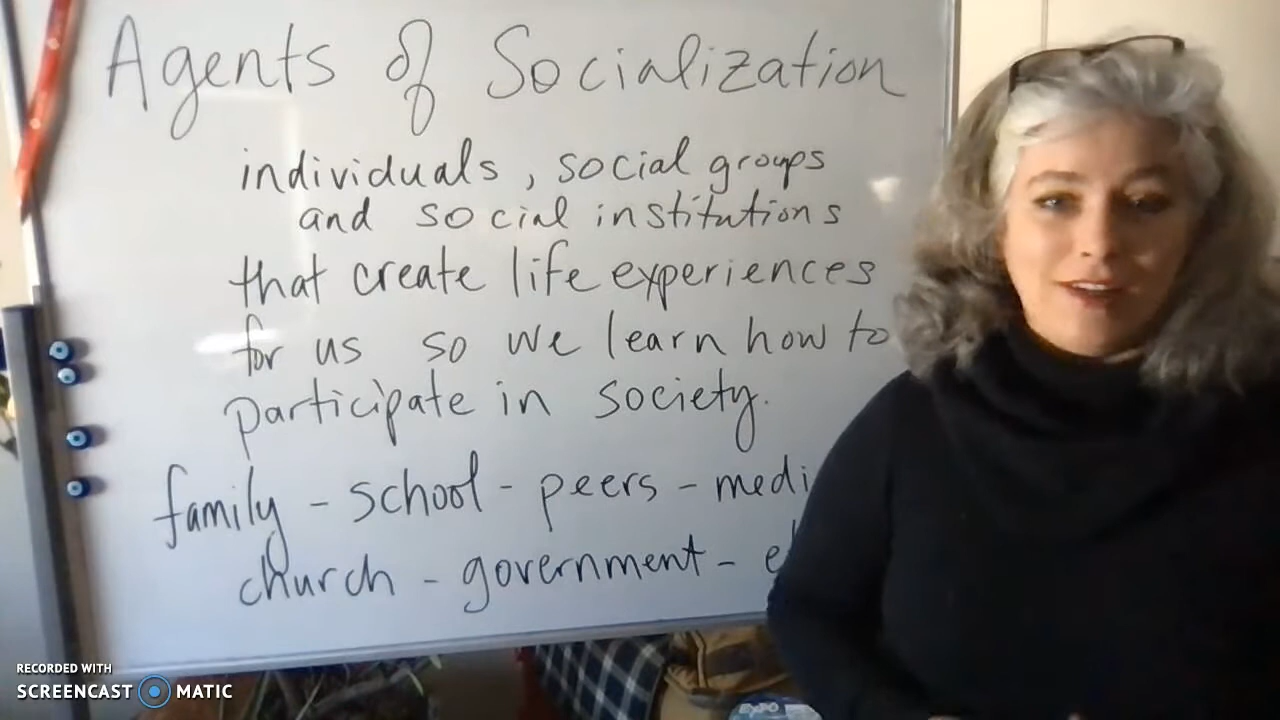 Agents of Socialization
individuals, social groups
and social institutions
that create life experiences
for us so we learn how to
participate in society.
family - school - peers -
church - government -
RECORDED WITH
SCREENCAST MATIC
EXPO